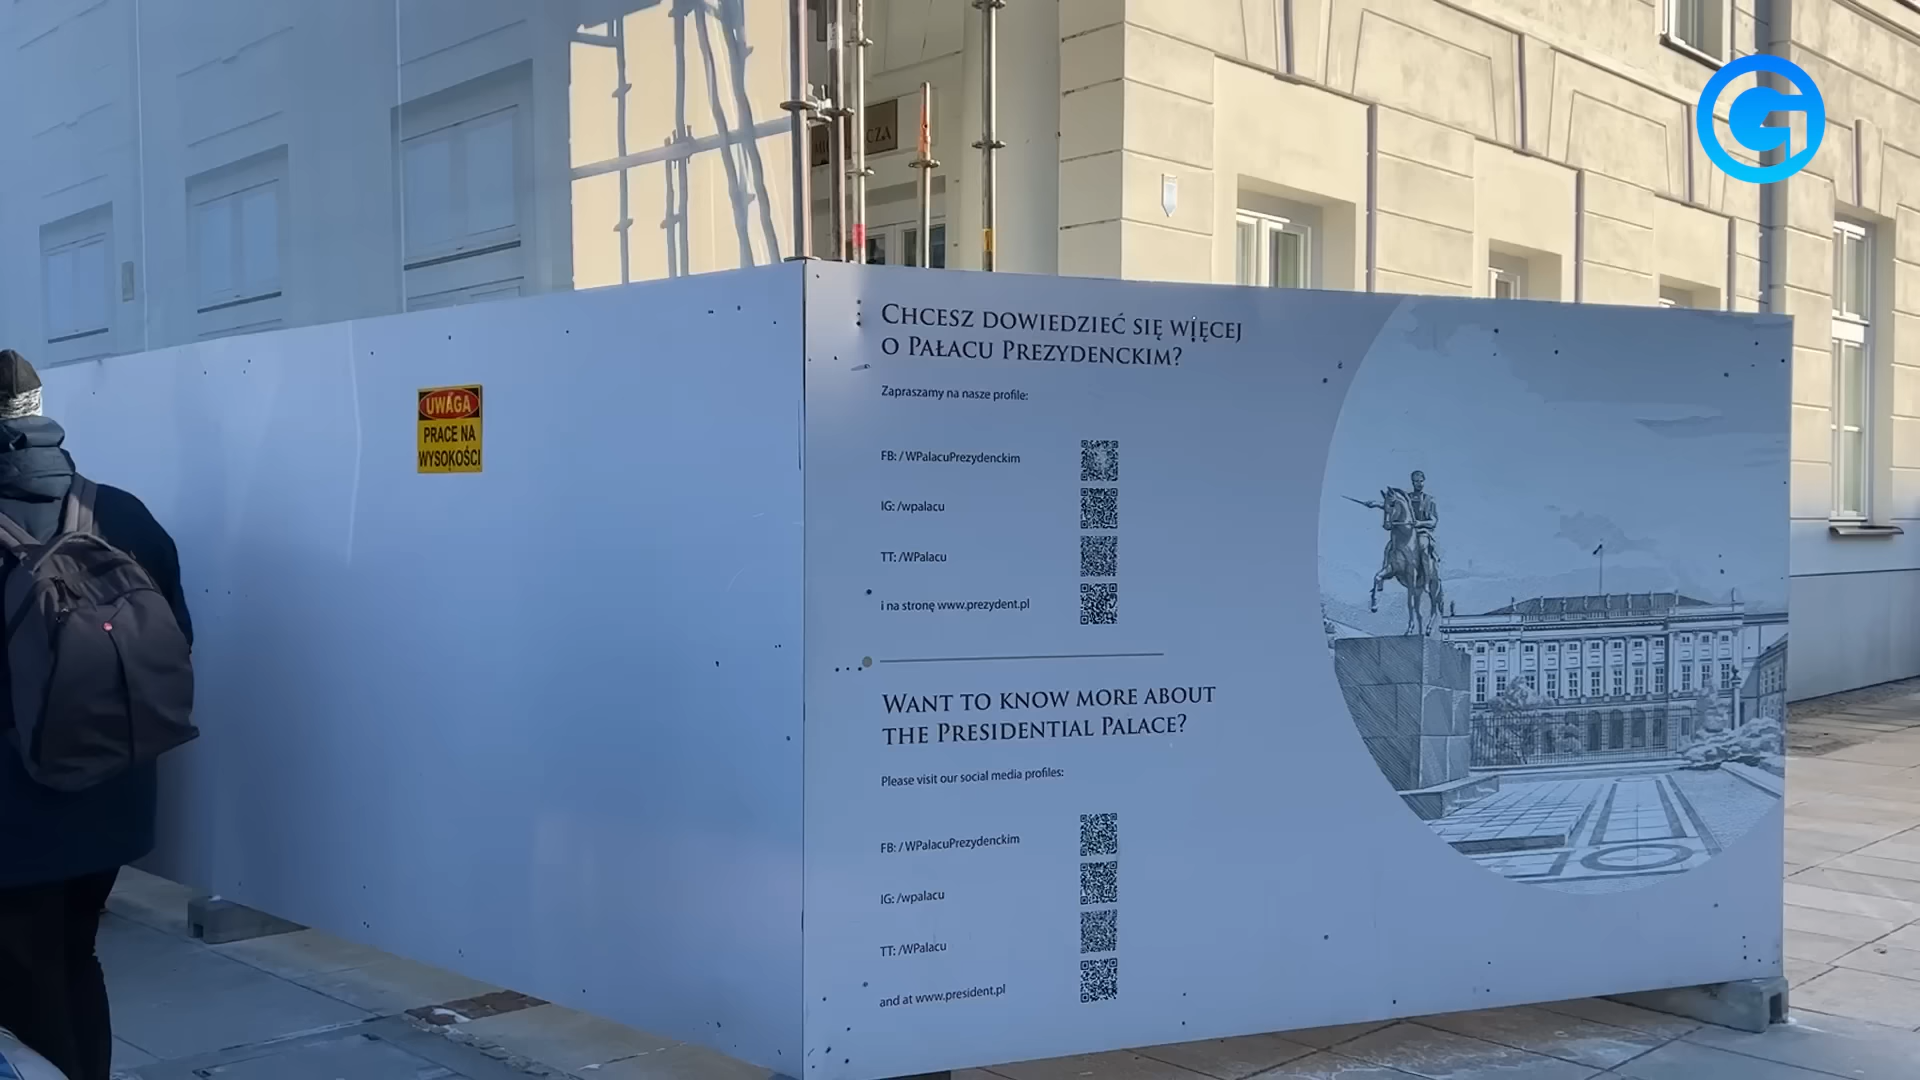 CZA
UWAGA
PRACE NA
WYSOKOŚCI
CHCESZ DOWIEDZIEĆ SIĘ WIĘCEJ
O PAŁACU PREZYDENCKIM?
Zapraszamy na nasze profile:
FB: / WPalacuPrezydenckim
IG: /wpalacu
TT: /WPalacu
i na stronę www.prezydent.pl
WANT TO KNOW MORE ABOUT
THE PRESIDENTIAL PALACE?
Please visit our social media profiles:
FB: / WPalacuPrezydenckim
IG: /wpalacu
TT: /WPalacu
and at www.president.pl